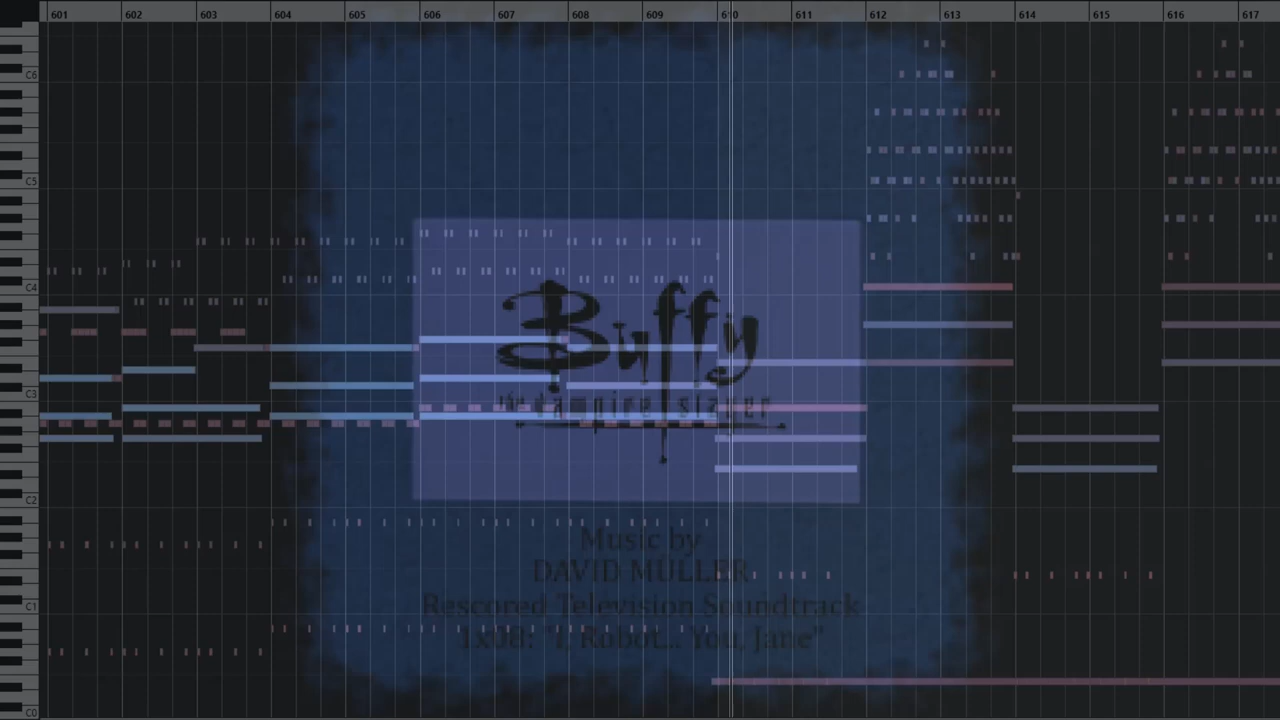 601 602 603 604 605 606 607 608 609 610 611 612 613 614 615 616 617
C6
C5
C4
Buffy
C3
the vampire slayer
C2
Music by
DAVID MÜLLER
C1
Rescored Television Soundtrack
1x08: "I, Robot... You, Jane"
C0